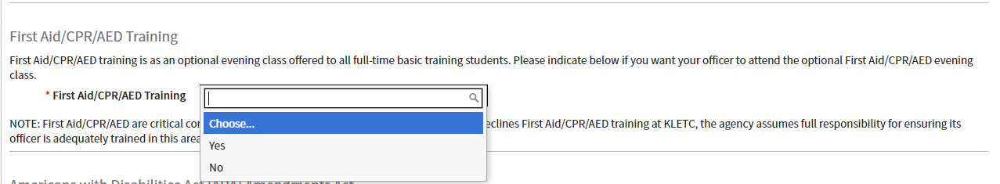 First Aid/CPR/AED Training
First Aid/CPR/AED training is as an optional evening class offered to all full-time basic training students. Please indicate below if you want your officer to attend the optional First Aid/CPR/AED evening
class.
* First Aid/CPR/AED Training
Choose...
NOTE: First Aid/CPR/AED are critical First Aid/CPR/AED training at KLETC, the agency assumes full responsibility for ensuring its
officer is adequately trained in this area
Yes
No
Americans with Disabilities Act (ADA) Amendments Act